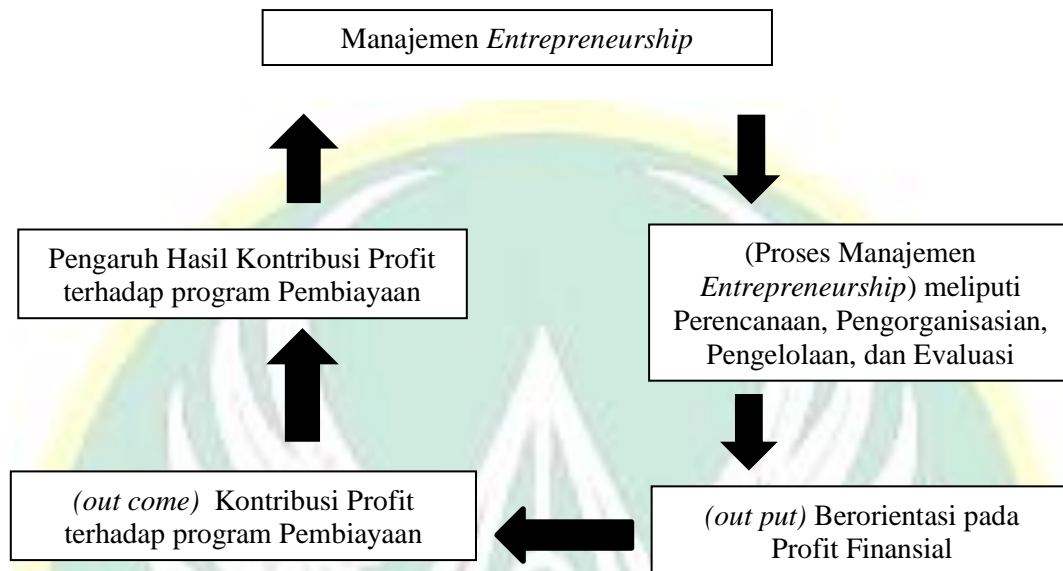 Manajemen Entrepreneurship
Pengaruh Hasil Kontribusi Profit
terhadap program Pembiayaan
(Proses Manajemen
Entrepreneurship) meliputi
Perencanaan, Pengorganisasian,
Pengelolaan, dan Evaluasi
(out come) Kontribusi Profit
terhadap program Pembiayaan
(out put) Berorientasi pada
Profit Finansial